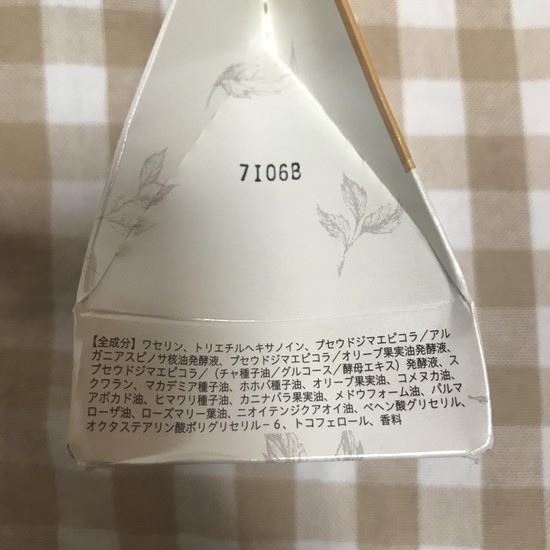 7I06B
【全成分】ワセリン、トリエチルヘキサノイン、プセウドジマエピコラ／アル
ガニアスピノサ核油発酵液、プセウドジマエピコラ／オリーブ果実油発酵液、
プセウドジマエピコラ／（チャ種子油／グルコース／酵母エキス）発酵液、ス
クワラン、マカデミア種子油、ホホバ種子油、オリーブ果実油、コメヌカ油、
アボカド油、ヒマワリ種子油、カニナバラ果実油、メドウフォーム油、パルマ
ローザ油、ローズマリー葉油、ニオイテンジクアオイ油、ベヘン酸グリセリル、
オクタステアリン酸ポリグリセリル－６、トコフェロール、香料